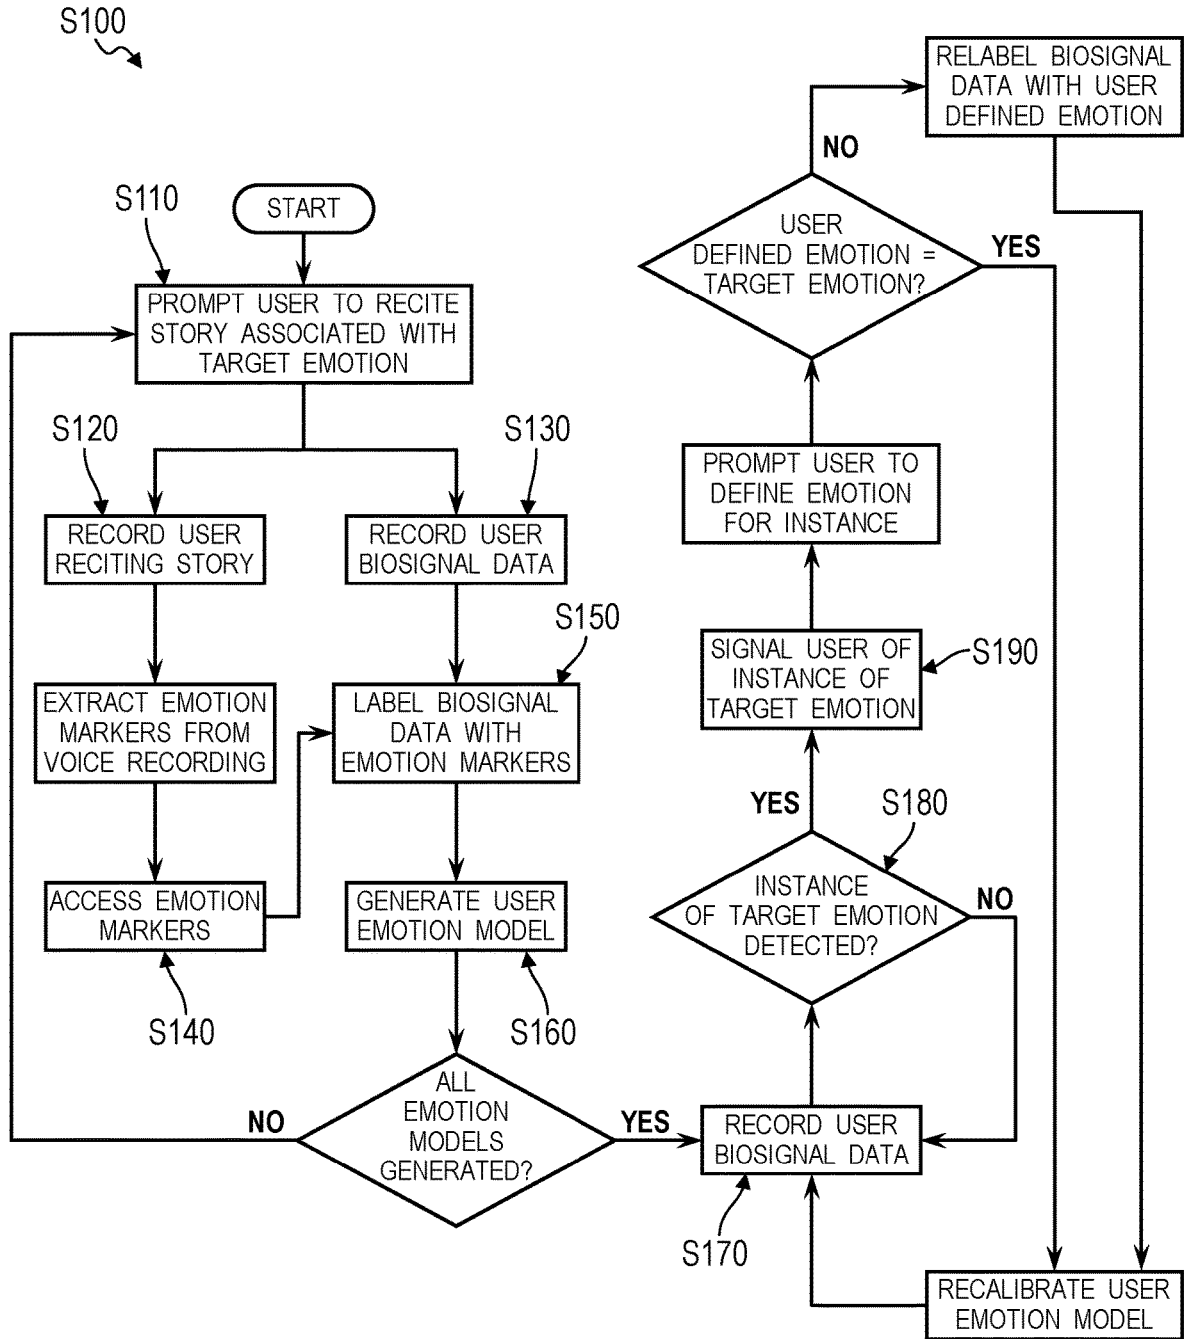 S100
START
S110
PROMPT USER TO RECITE
STORY ASSOCIATED WITH
TARGET EMOTION
S120
S130
RECORD USER
RECITING STORY
RECORD USER
BIOSIGNAL DATA
S150
EXTRACT EMOTION
MARKERS FROM
VOICE RECORDING
LABEL BIOSIGNAL
DATA WITH
EMOTION MARKERS
ACCESS EMOTION
MARKERS
S140
GENERATE USER
EMOTION MODEL
S160
ALL
EMOTION
MODELS
GENERATED?
NO
YES
RECORD USER
BIOSIGNAL DATA
S170
INSTANCE
OF TARGET EMOTION
DETECTED?
S180
NO
YES
SIGNAL USER OF
INSTANCE OF
TARGET EMOTION
S190
PROMPT USER TO
DEFINE EMOTION
FOR INSTANCE
USER
DEFINED EMOTION =
TARGET EMOTION?
NO
YES
RELABEL BIOSIGNAL
DATA WITH USER
DEFINED EMOTION
RECALIBRATE USER
EMOTION MODEL